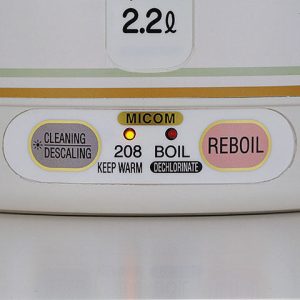 2.2ℓ
MICOM
CLEANING
DESCALING
208 BOIL
KEEP WARM DECHLORINATE
REBOIL